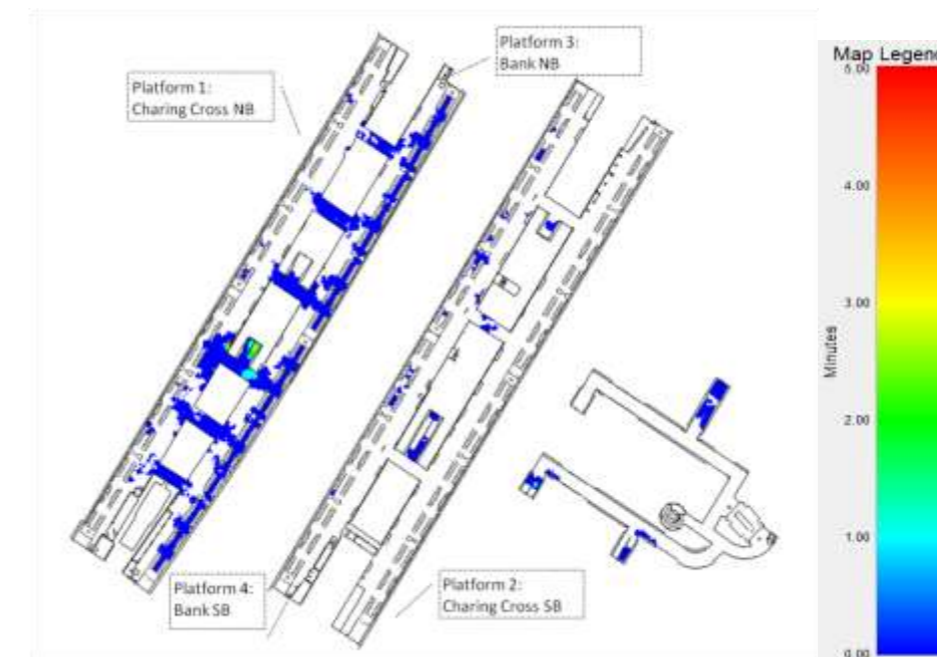 Platform 3:
Bank NB
Platform 1:
Charing Cross NB
Platform 4:
Bank SB
Platform 2:
Charing Cross SB
Map Legend
5.00
4.00
3.00
Minutes
2.00
1.00
0.00